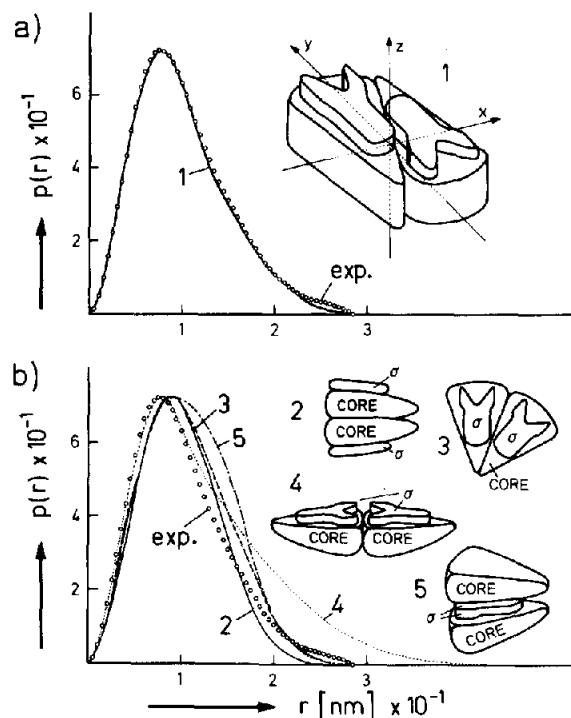 a)
p(r) x 10⁻¹
6
4
2
1
exp.
1 2 3
y
z
x
1
b)
p(r) x 10⁻¹
6
4
2
3
5
exp.
2
4
1 2 3
r [nm] x 10⁻¹
2
σ
CORE
CORE
σ
3
σ
σ
CORE
4
σ
CORE CORE
5
CORE
σ
CORE